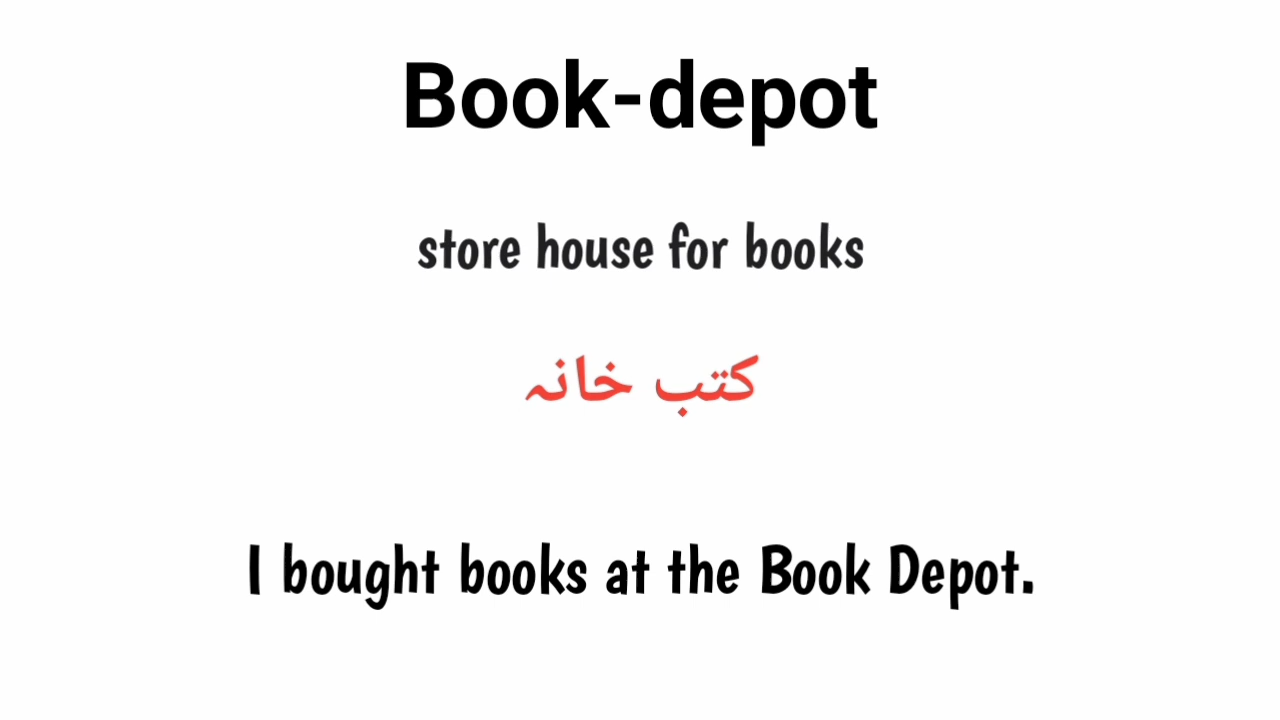 Book-depot
store house for books
کتب خانہ
I bought books at the Book Depot.